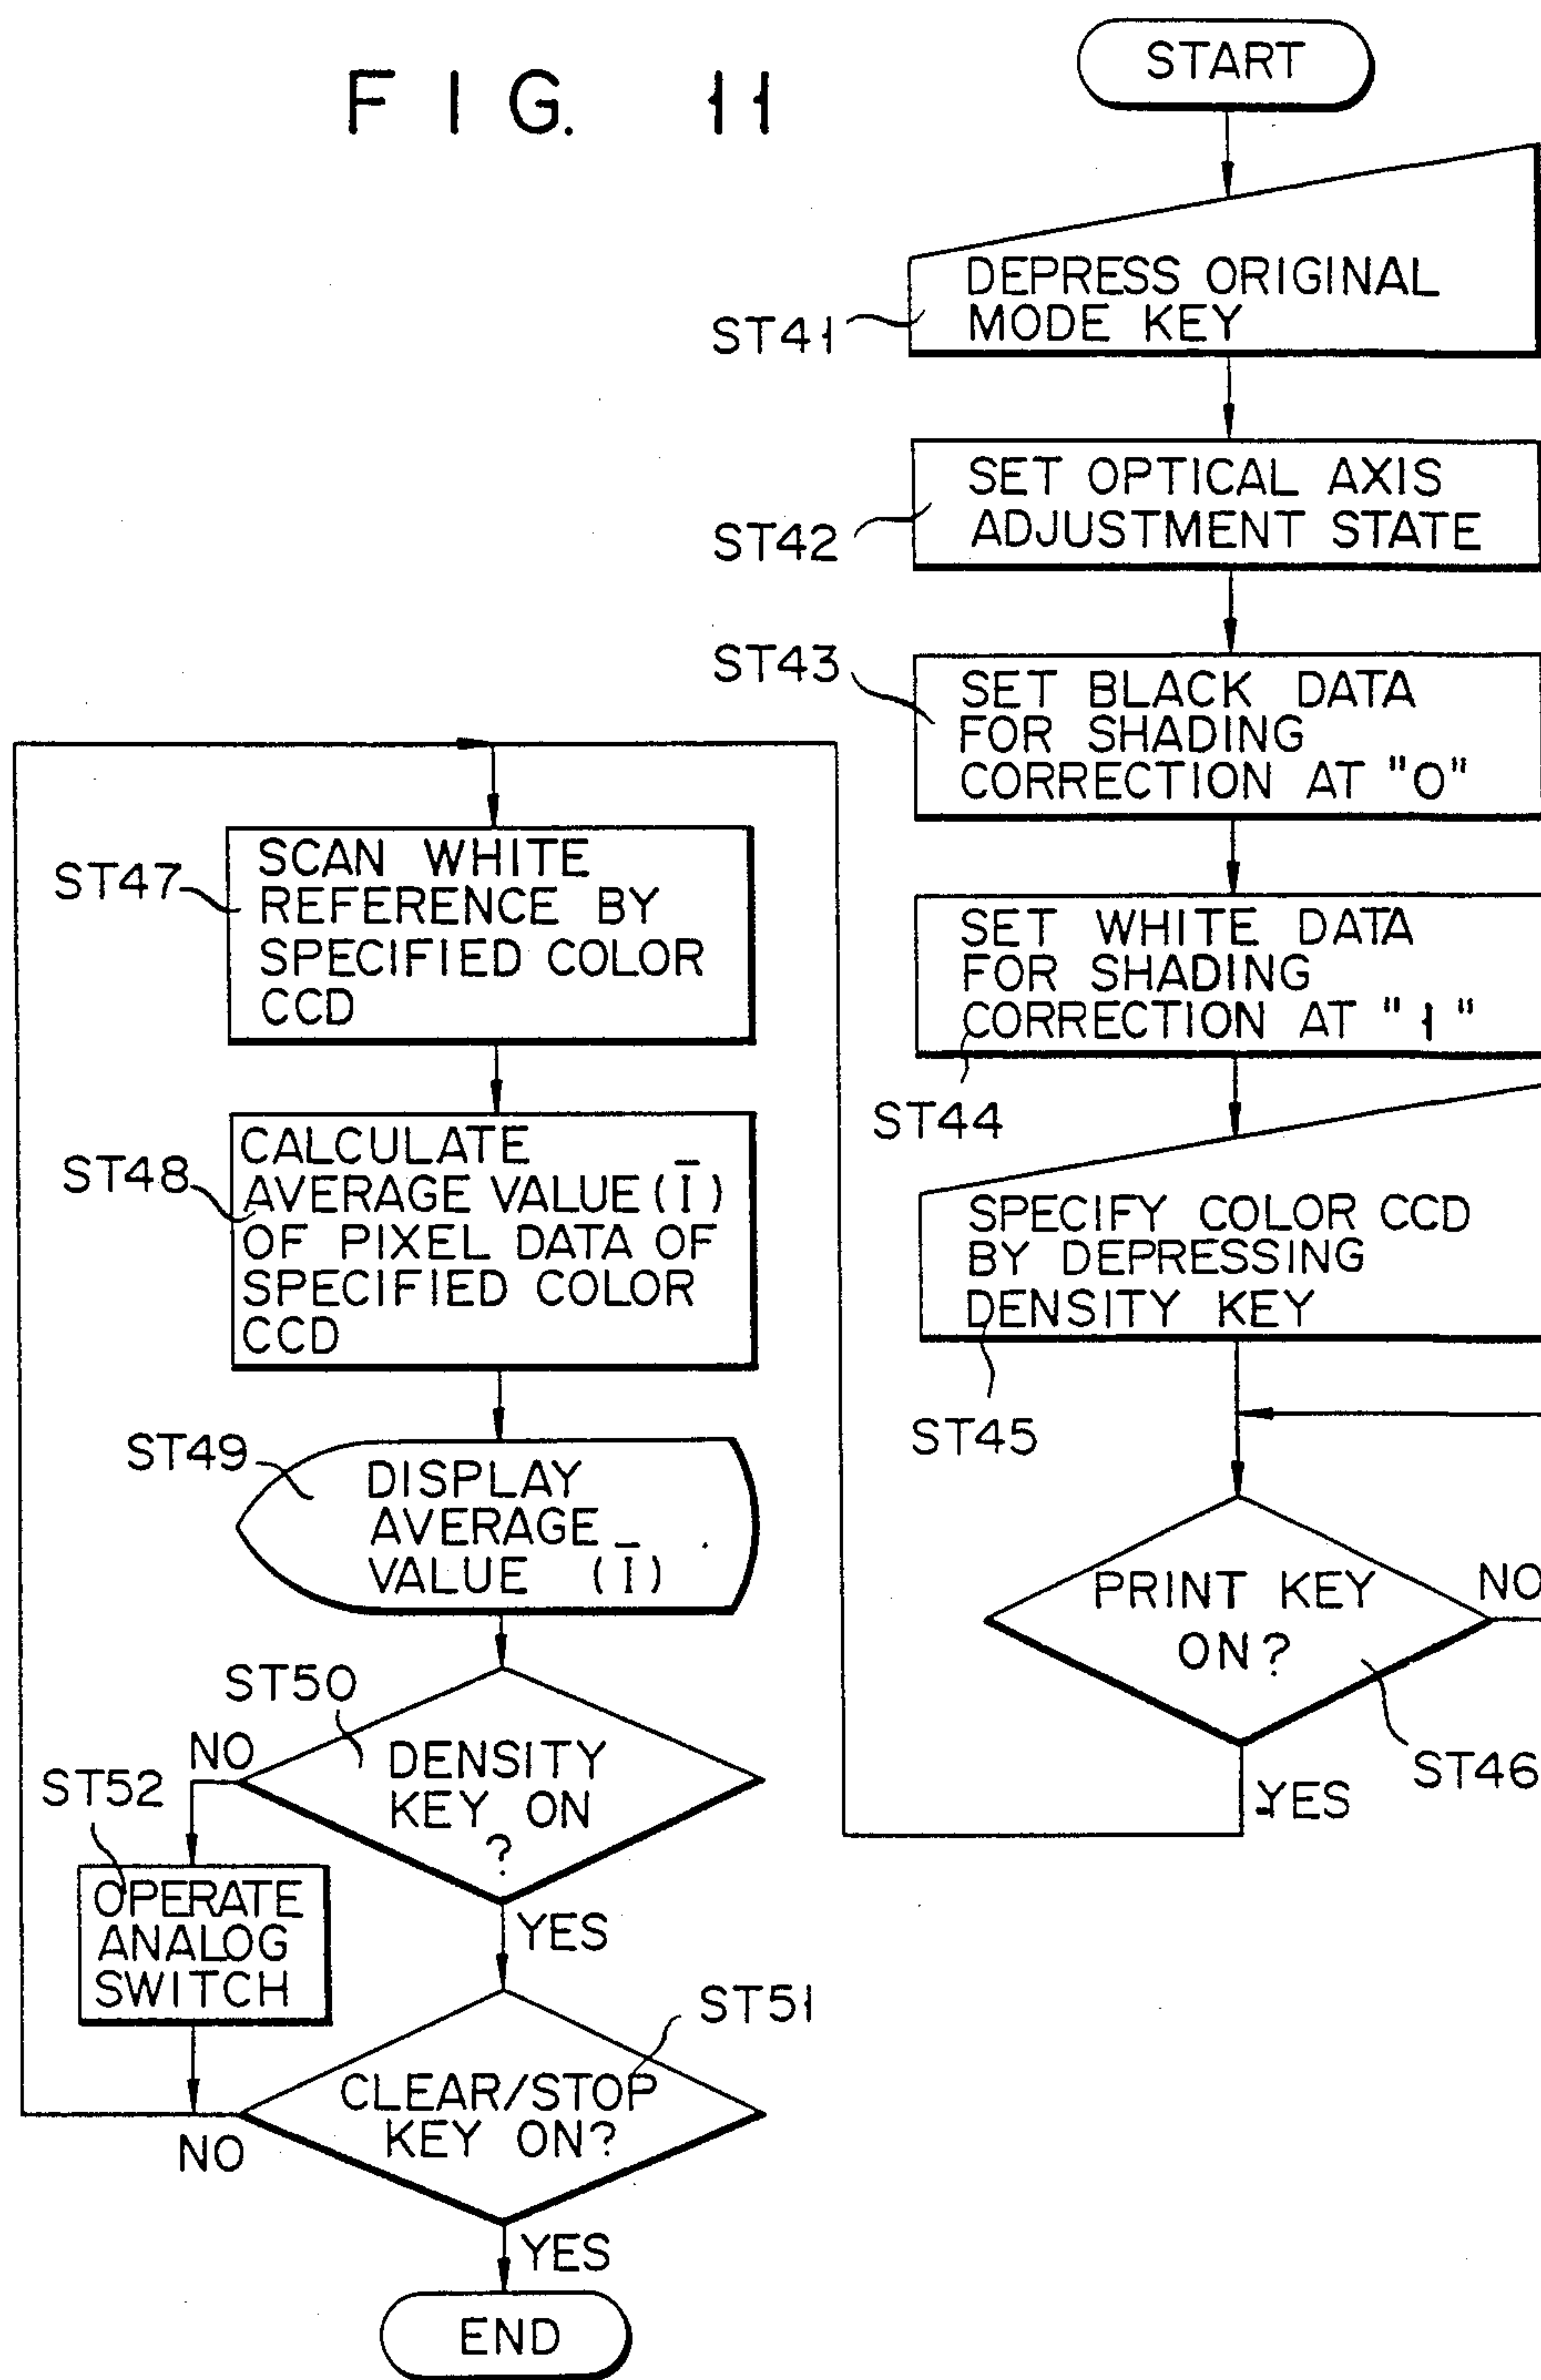 FIG. 11
START
DEPRESS ORIGINAL
MODE KEY
ST41
SET OPTICAL AXIS
ADJUSTMENT STATE
ST42
ST43
SET BLACK DATA
FOR SHADING
CORRECTION AT "0"
SET WHITE DATA
FOR SHADING
CORRECTION AT "1"
ST44
SPECIFY COLOR CCD
BY DEPRESSING
DENSITY KEY
ST45
PRINT KEY
ON?
NO
ST46
YES
SCAN WHITE
REFERENCE BY
SPECIFIED COLOR
CCD
ST47
CALCULATE
AVERAGE VALUE (Ī)
OF PIXEL DATA OF
SPECIFIED COLOR
CCD
ST48
ST49
DISPLAY
AVERAGE
VALUE (Ī)
ST50
DENSITY
KEY ON
?
NO
ST52
OPERATE
ANALOG
SWITCH
YES
ST51
CLEAR/STOP
KEY ON?
NO
YES
END